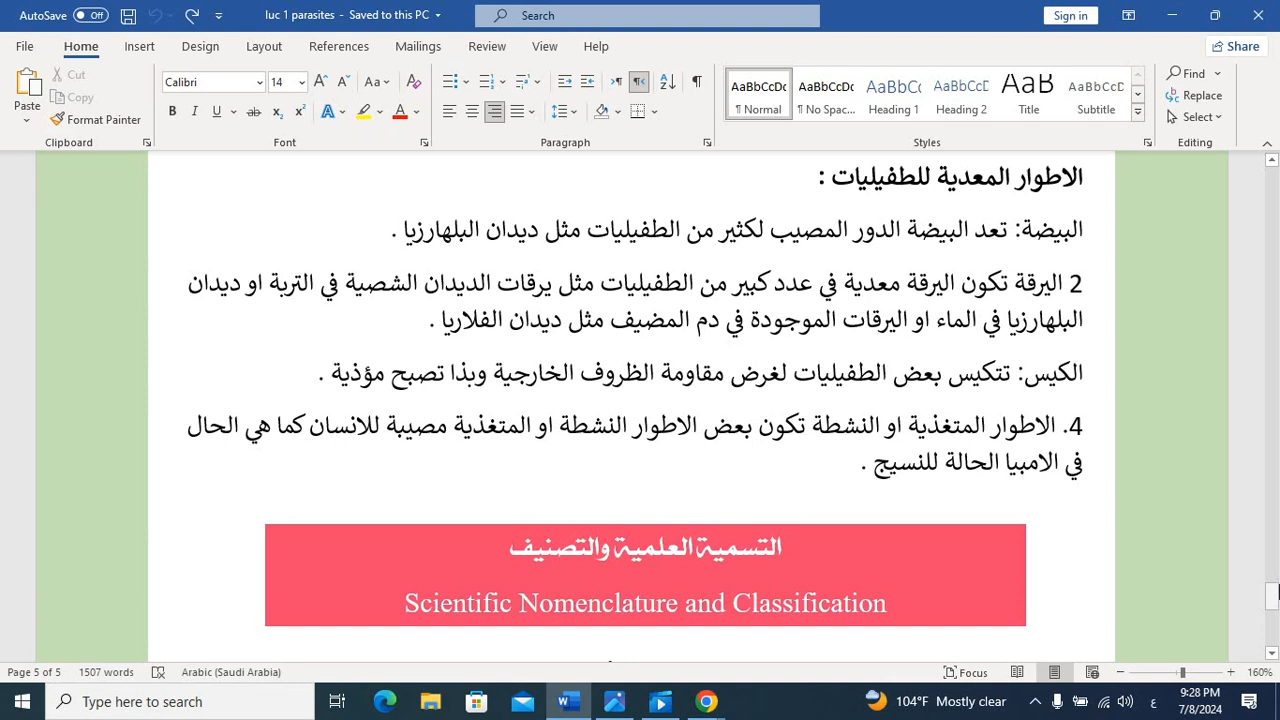 AutoSave Off
luc 1 parasites - Saved to this PC
Search
Sign in
File Home Insert Design Layout References Mailings Review View Help
Share
Paste
Cut
Copy
Format Painter
Clipboard
Calibri 14
Font
Paragraph
AaBbCcDc AaBbCcDc AaBbCc AaBbCcD AaB AaBbCcD
¶ Normal ¶ No Spac... Heading 1 Heading 2 Title Subtitle
Styles
Find
Replace
Select
Editing
الاطوار المعدية للطفيليات :
البيضة: تعد البيضة الدور المصيب لكثير من الطفيليات مثل ديدان البلهارزيا .
2 اليرقة تكون اليرقة معدية في عدد كبير من الطفيليات مثل يرقات الديدان الشصية في التربة او ديدان
البلهارزيا في الماء او اليرقات الموجودة في دم المضيف مثل ديدان الفلاريا .
الكيس: تتكيس بعض الطفيليات لغرض مقاومة الظروف الخارجية وبذا تصبح مؤذية .
4. الاطوار المتغذية او النشطة تكون بعض الاطوار النشطة او المتغذية مصيبة للانسان كما هي الحال
في الامبيا الحالة للنسيج .
التسمية العلمية والتصنيف
Scientific Nomenclature and Classification
Page 5 of 5 1507 words Arabic (Saudi Arabia) Focus 160%
Type here to search
104°F Mostly clear
ع
9:28 PM
7/8/2024